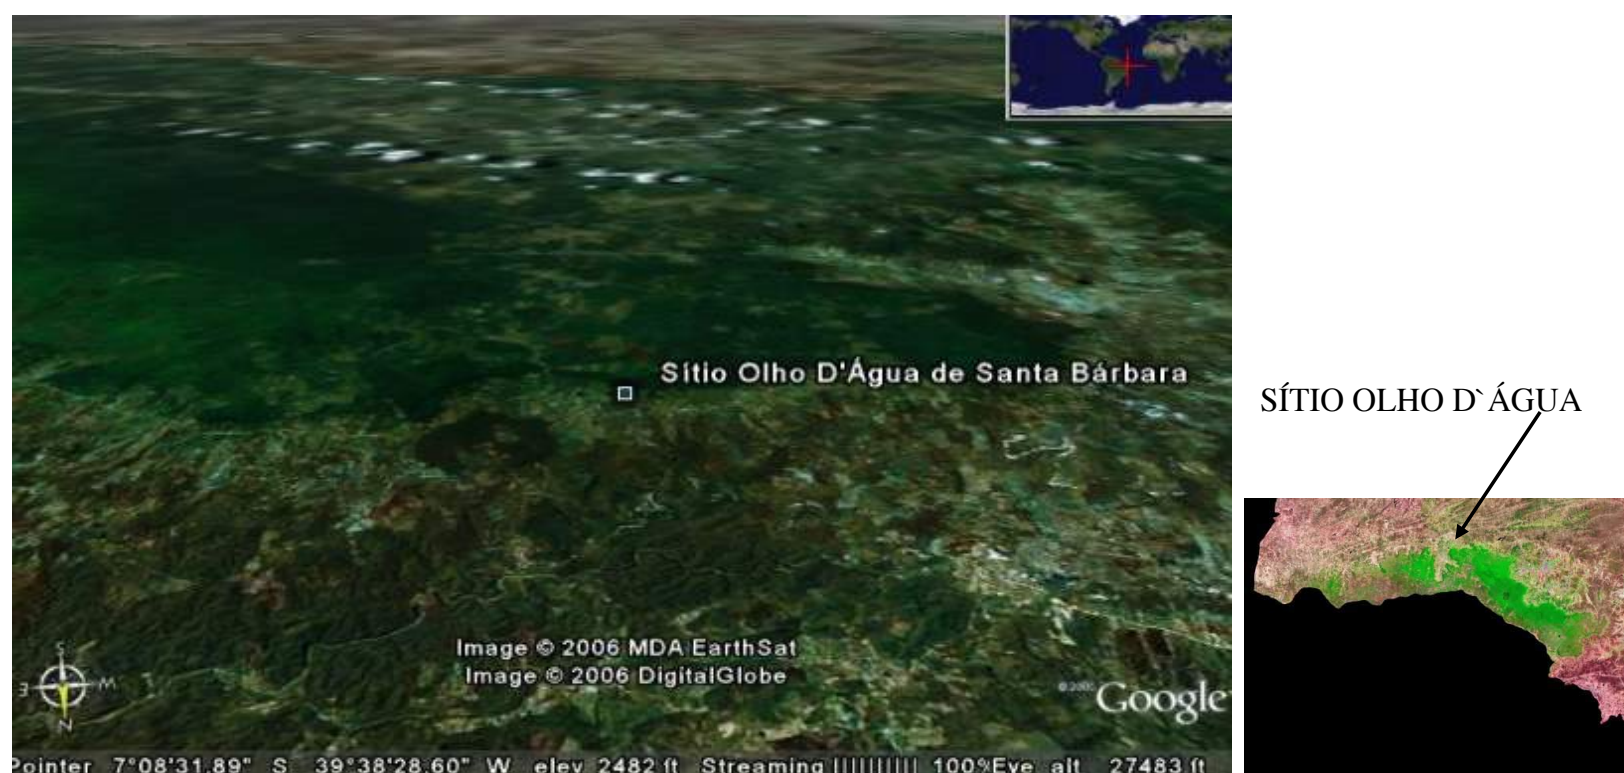 Sítio Olho D'Água de Santa Bárbara
SÍTIO OLHO D`ÁGUA
Image © 2006 MDA EarthSat
Image © 2006 DigitalGlobe
S
E
W
N
Google
Pointer 7°08'31.89" S 39°38'28.60" W elev 2482 ft Streaming |||||||||| 100% Eye alt 27483 ft